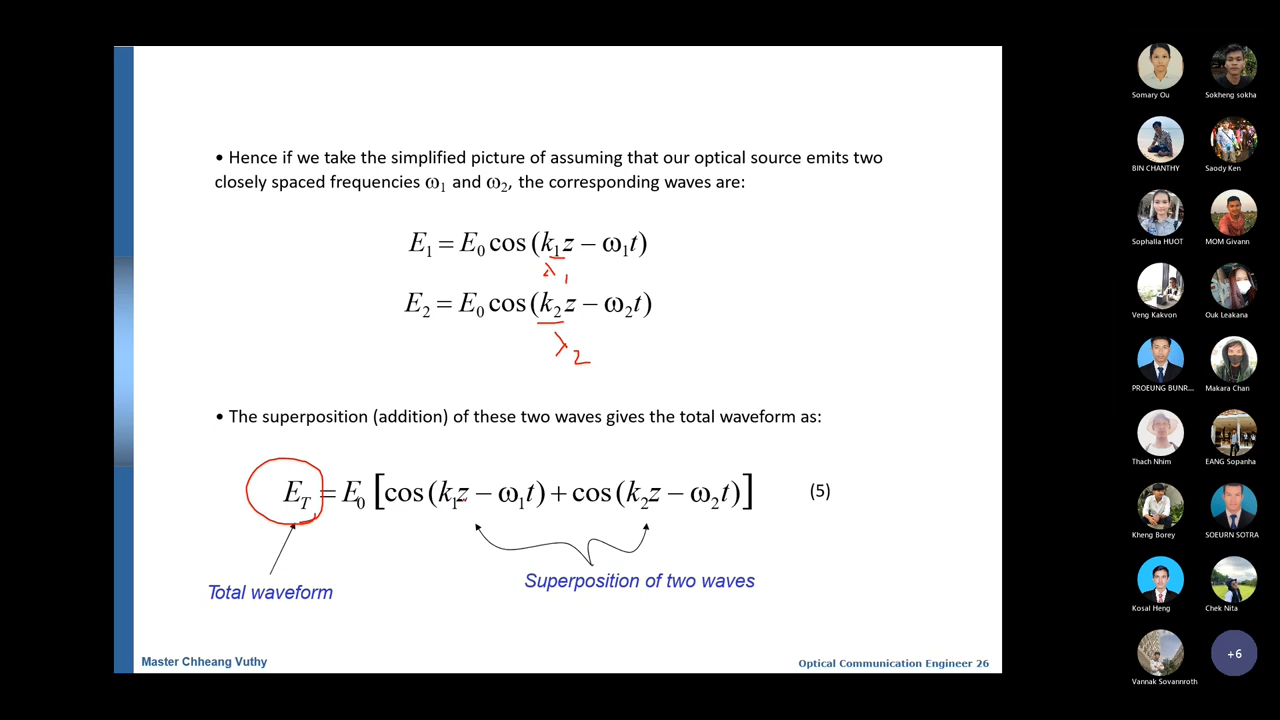 • Hence if we take the simplified picture of assuming that our optical source emits two
closely spaced frequencies ω₁ and ω₂, the corresponding waves are:
E₁ = E₀ cos (k₁z − ω₁t)
λ₁
E₂ = E₀ cos (k₂z − ω₂t)
λ₂
• The superposition (addition) of these two waves gives the total waveform as:
E_T = E₀ [cos (k₁z − ω₁t) + cos (k₂z − ω₂t)] (5)
Superposition of two waves
Total waveform
Master Chheang Vuthy
Optical Communication Engineer 26
Somary Ou
Sokheng sokha
BIN CHANTHY
Saody Ken
Sophalla HUOT
MOM Givann
Veng Kakvon
Ouk Leakana
PROEUNG BUNR...
Makara Chan
Thach Nhim
EANG Sopanha
Kheng Borey
SOEURN SOTRA
Kosal Heng
Chek Nita
Vannak Sovannroth
+6